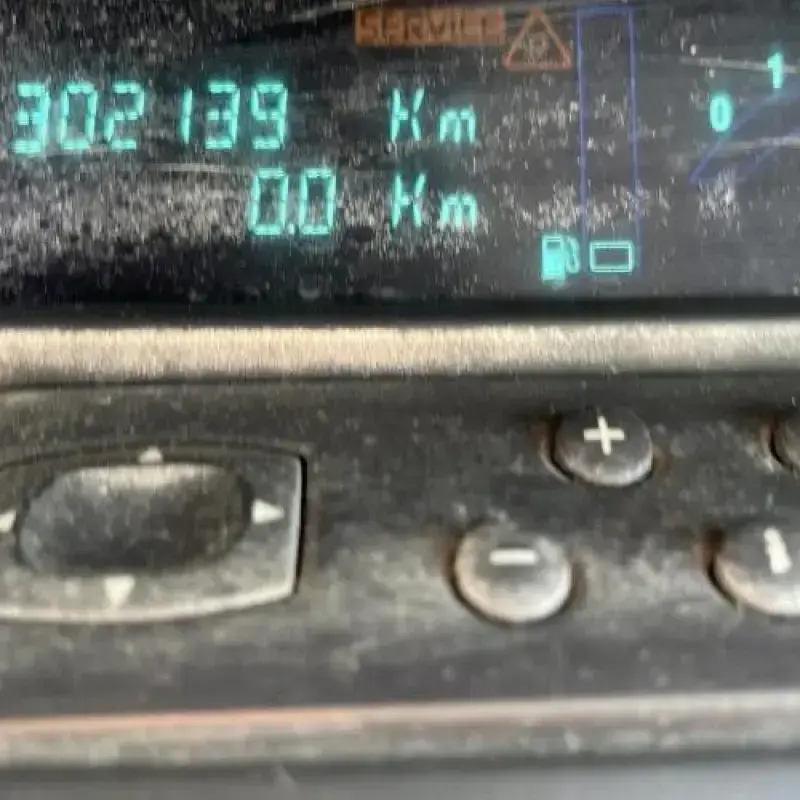 SERVICE
302139 Km
0.0 Km
0 1
+
-